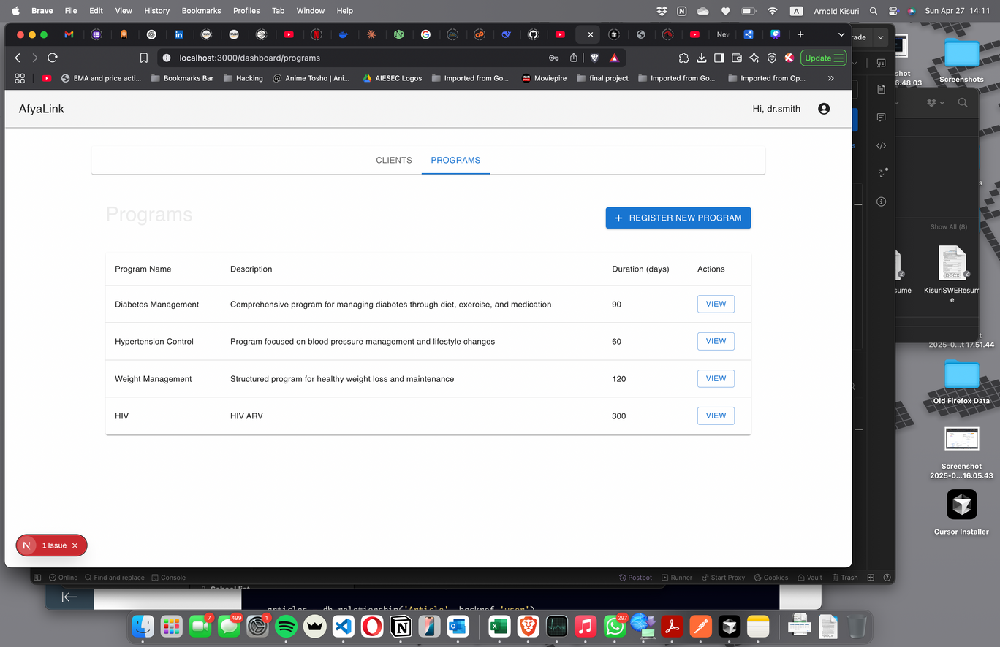 Brave File Edit View History Bookmarks Profiles Tab Window Help A Arnold Kisuri Sun Apr 27 14:11
New
localhost:3000/dashboard/programs Update
EMA and price acti... Bookmarks Bar Hacking Anime Tosho | Ani... AIESEC Logos Imported from Go... Moviepire final project Imported from Go... Imported from Op...
AfyaLink Hi, dr.smith
CLIENTS PROGRAMS
Programs
+ REGISTER NEW PROGRAM
Program Name Description Duration (days) Actions
Diabetes Management Comprehensive program for managing diabetes through diet, exercise, and medication 90 VIEW
Hypertension Control Program focused on blood pressure management and lifestyle changes 60 VIEW
Weight Management Structured program for healthy weight loss and maintenance 120 VIEW
HIV HIV ARV 300 VIEW
N 1 Issue
Online Find and replace Console Postbot Runner Start Proxy Cookies Vault Trash
articles db.relationship('Article' backref 'user')
7 499 1 297
rade
Screenshots
6.48.03
Show All (8)
DOCX
KisuriSWEResum
e
2025-0...t 17.51.44
Old Firefox Data
Screenshot
2025-0...16.05.43
Cursor Installer
DOCX